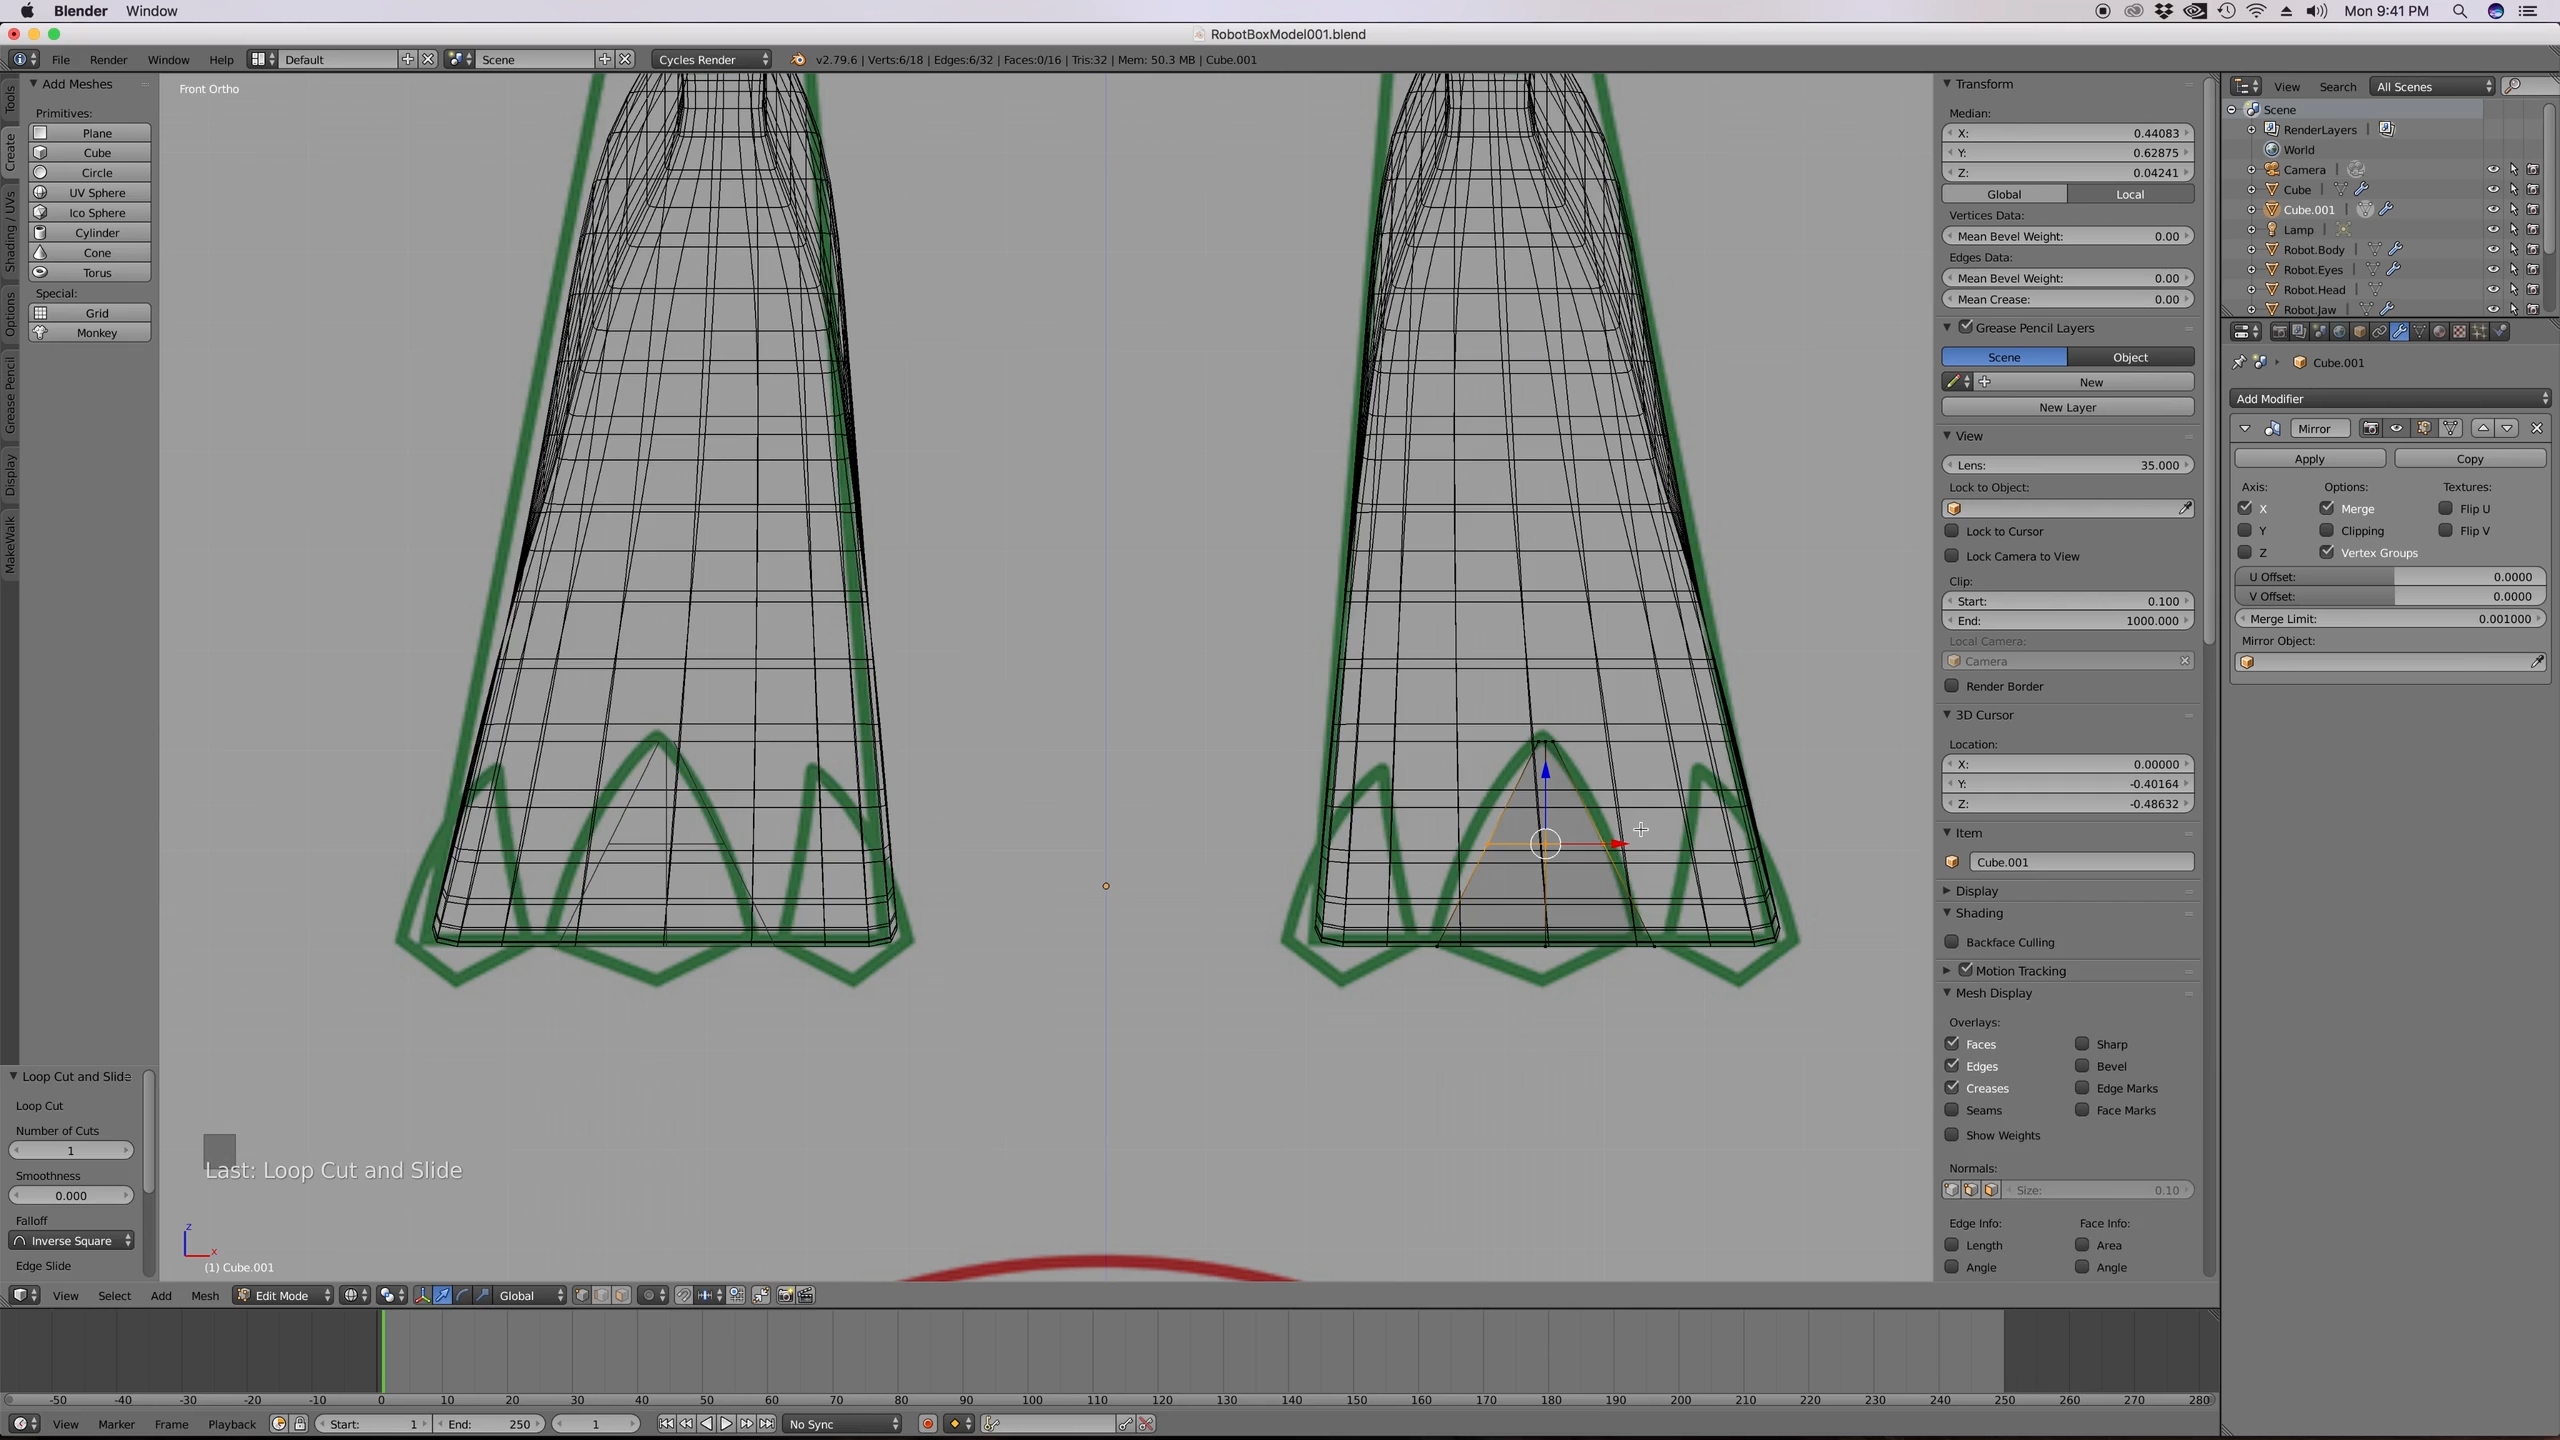 Blender Window Mon 9:41 PM
RobotBoxModel001.blend
File Render Window Help Default Scene Cycles Render v2.79.6 | Verts:6/18 | Edges:6/32 | Faces:0/16 | Tris:32 | Mem: 50.3 MB | Cube.001
Tools
Create
Shading / UVs
Options
Grease Pencil
Display
MakeWalk
Add Meshes
Primitives:
Plane
Cube
Circle
UV Sphere
Ico Sphere
Cylinder
Cone
Torus
Special:
Grid
Monkey
Loop Cut and Slide
Loop Cut
Number of Cuts
1
Smoothness
0.000
Falloff
Inverse Square
Edge Slide
Front Ortho
Last: Loop Cut and Slide
z
x
(1) Cube.001
Transform
Median:
X: 0.44083
Y: 0.62875
Z: 0.04241
Global Local
Vertices Data:
Mean Bevel Weight: 0.00
Edges Data:
Mean Bevel Weight: 0.00
Mean Crease: 0.00
Grease Pencil Layers
Scene Object
New
New Layer
View
Lens: 35.000
Lock to Object:
Lock to Cursor
Lock Camera to View
Clip:
Start: 0.100
End: 1000.000
Local Camera:
Camera
Render Border
3D Cursor
Location:
X: 0.00000
Y: -0.40164
Z: -0.48632
Item
Cube.001
Display
Shading
Backface Culling
Motion Tracking
Mesh Display
Overlays:
Faces Sharp
Edges Bevel
Creases Edge Marks
Seams Face Marks
Show Weights
Normals:
Size: 0.10
Edge Info: Face Info:
Length Area
Angle Angle
View Search All Scenes
Scene
RenderLayers
World
Camera
Cube
Cube.001
Lamp
Robot.Body
Robot.Eyes
Robot.Head
Robot.Jaw
Cube.001
Add Modifier
Mirror
Apply Copy
Axis: Options: Textures:
X Merge Flip U
Y Clipping Flip V
Z Vertex Groups
U Offset: 0.0000
V Offset: 0.0000
Merge Limit: 0.001000
Mirror Object:
View Select Add Mesh Edit Mode Global
-50 -40 -30 -20 -10 0 10 20 30 40 50 60 70 80 90 100 110 120 130 140 150 160 170 180 190 200 210 220 230 240 250 260 270 280
View Marker Frame Playback Start: 1 End: 250 1 No Sync